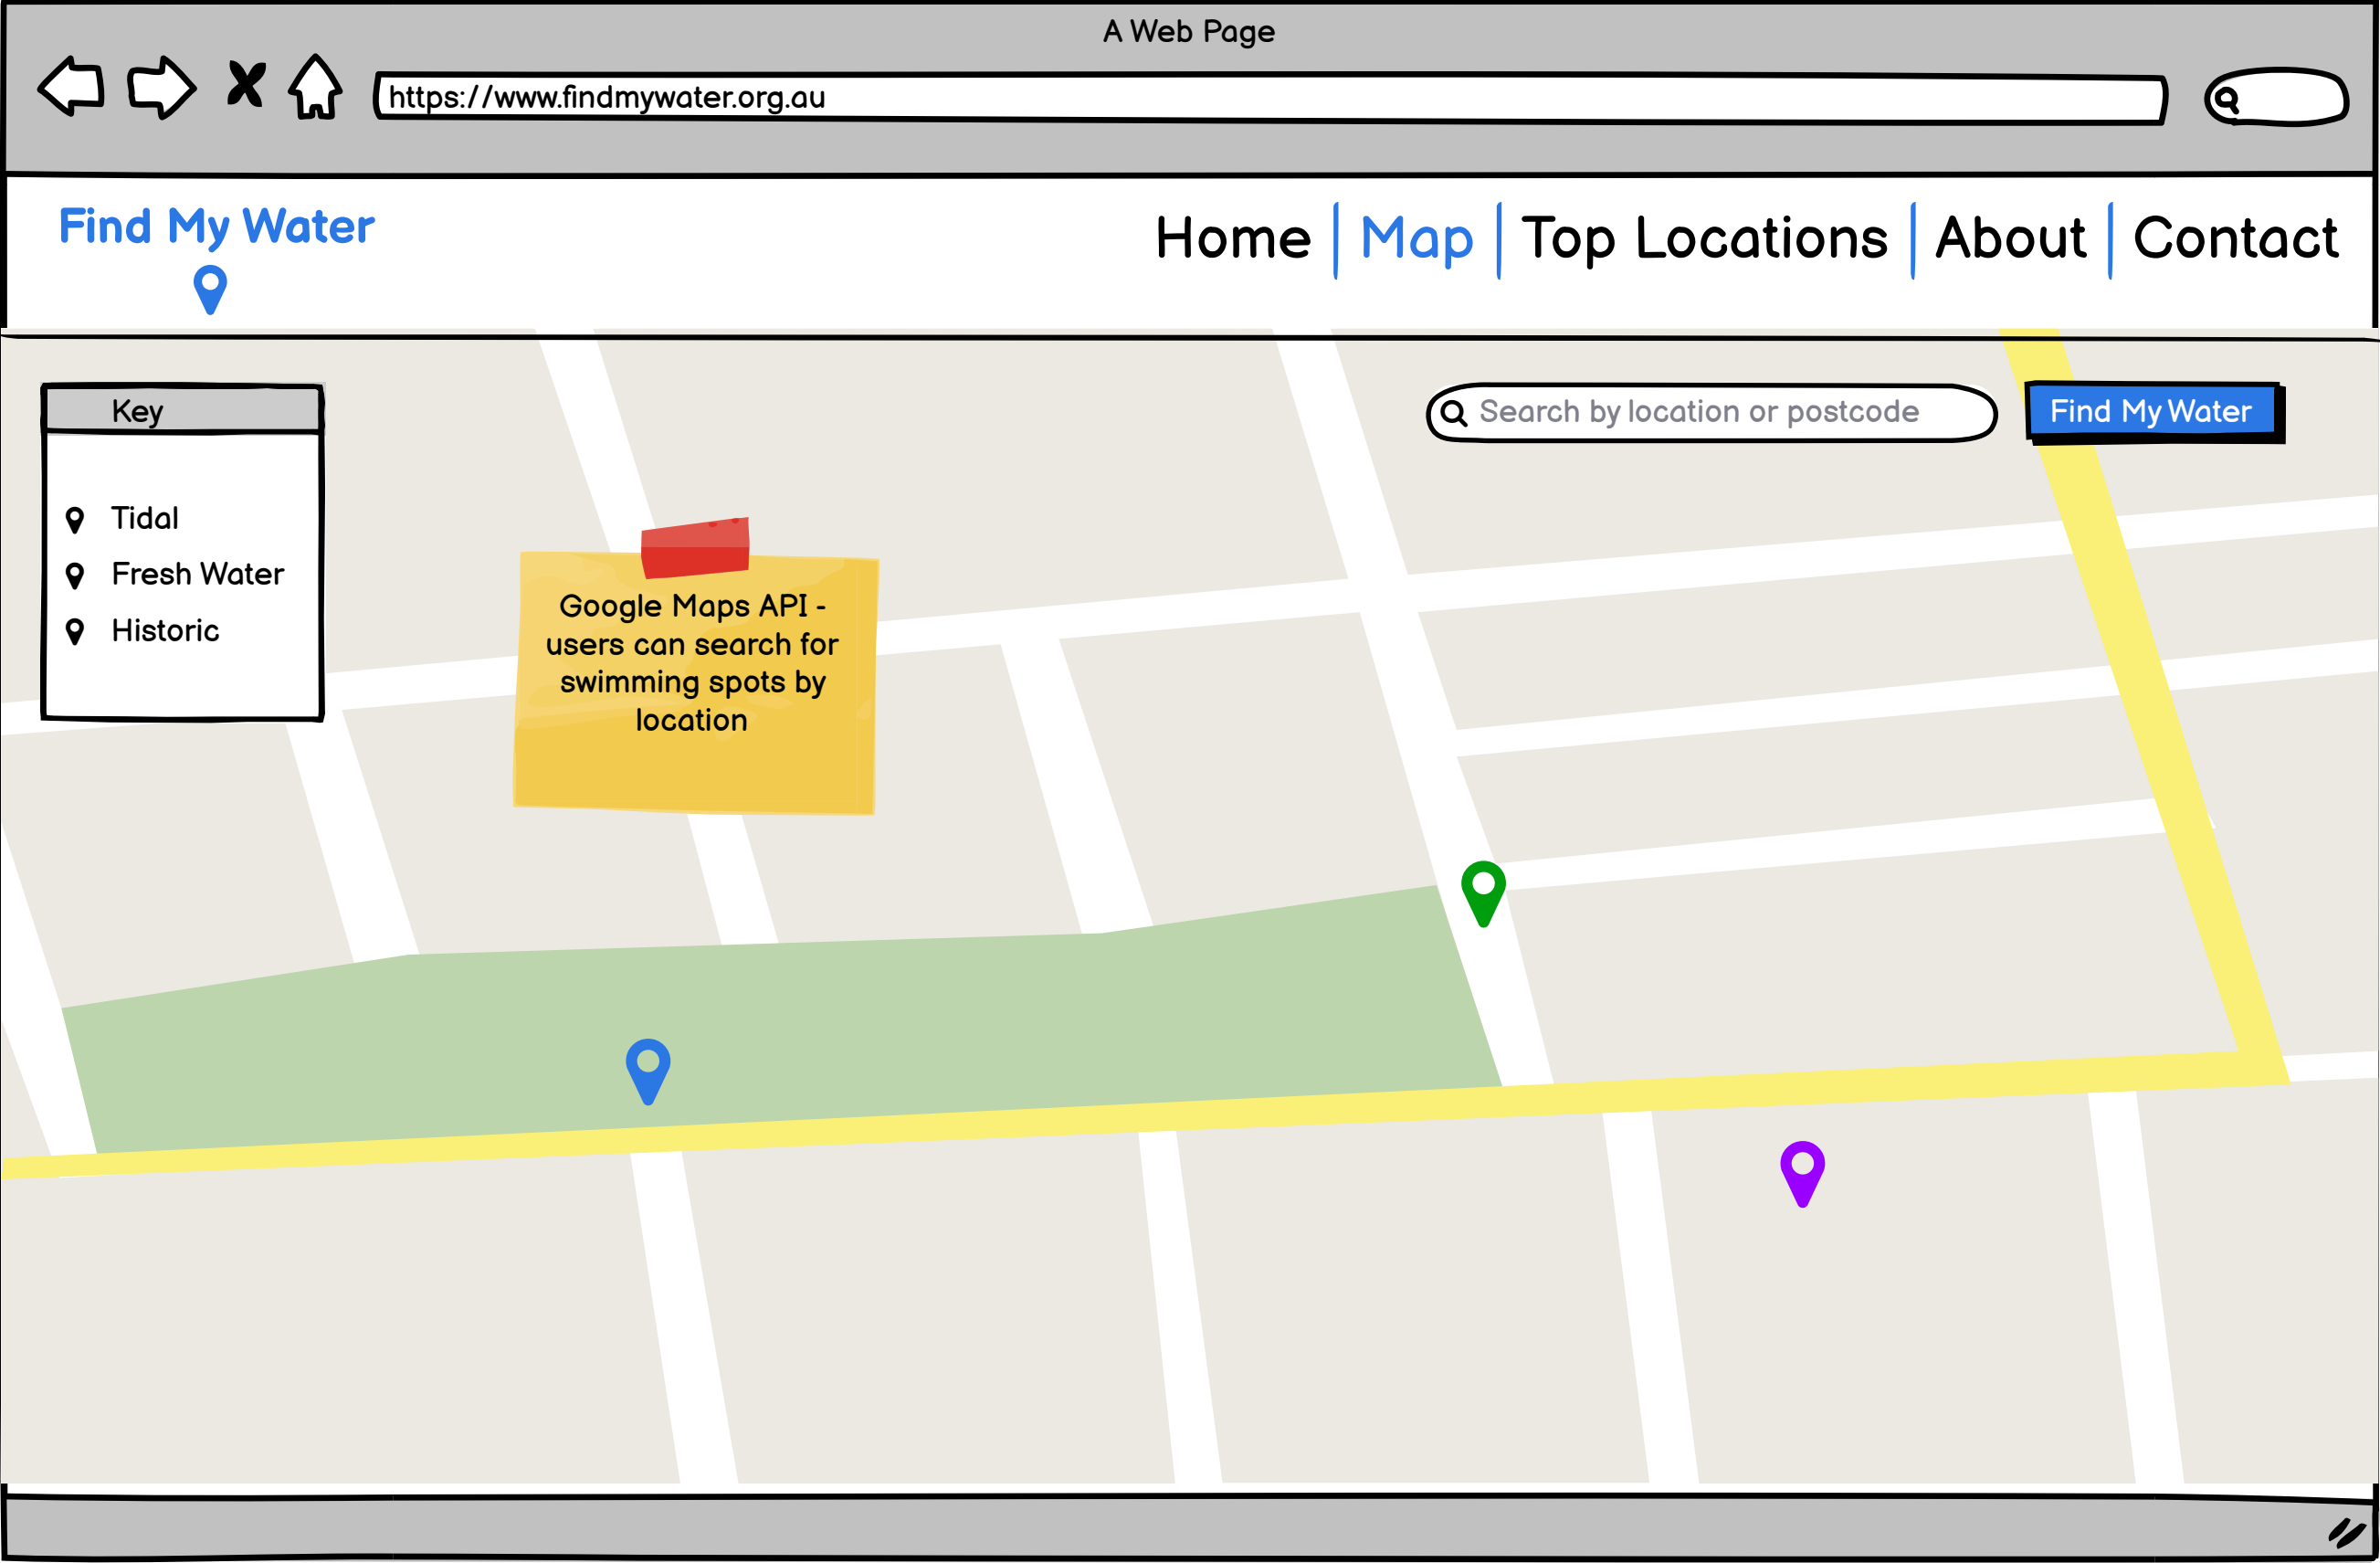 A Web Page
https://www.findmywater.org.au
Find My Water
Home
Map
Top Locations
About
Contact
Key
Tidal
Fresh Water
Historic
Search by location or postcode
Find My Water
Google Maps API -
users can search for
swimming spots by
location